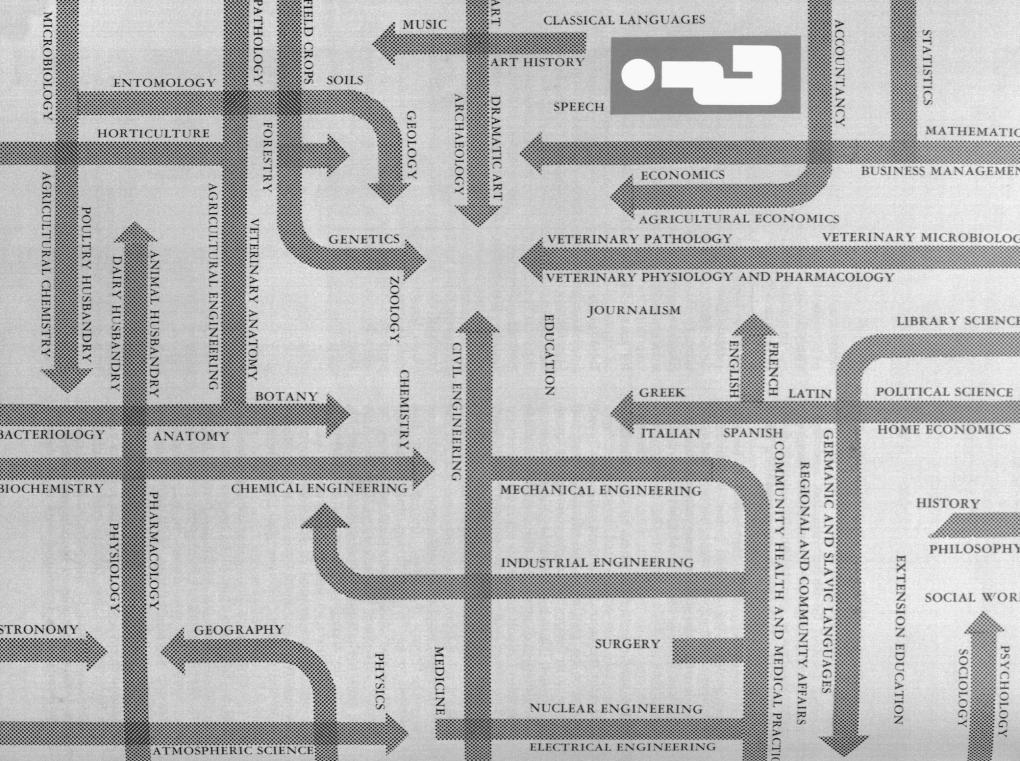 MICROBIOLOGY
PATHOLOGY
FIELD CROPS
ART
MUSIC
CLASSICAL LANGUAGES
ART HISTORY
SPEECH
ACCOUNTANCY
STATISTICS
ENTOMOLOGY
SOILS
GEOLOGY
ARCHAEOLOGY
DRAMATIC ART
HORTICULTURE
FORESTRY
MATHEMATIC
BUSINESS MANAGEMEN
ECONOMICS
AGRICULTURAL ECONOMICS
AGRICULTURAL CHEMISTRY
POULTRY HUSBANDRY
DAIRY HUSBANDRY
ANIMAL HUSBANDRY
AGRICULTURAL ENGINEERING
VETERINARY ANATOMY
GENETICS
ZOOLOGY
VETERINARY PATHOLOGY
VETERINARY MICROBIOLOG
VETERINARY PHYSIOLOGY AND PHARMACOLOGY
JOURNALISM
EDUCATION
LIBRARY SCIENCE
CIVIL ENGINEERING
CHEMISTRY
ENGLISH
FRENCH
BOTANY
GREEK
LATIN
POLITICAL SCIENCE
BACTERIOLOGY
ANATOMY
ITALIAN
SPANISH
HOME ECONOMICS
BIOCHEMISTRY
CHEMICAL ENGINEERING
MECHANICAL ENGINEERING
COMMUNITY HEALTH AND MEDICAL PRACTIC
REGIONAL AND COMMUNITY AFFAIRS
GERMANIC AND SLAVIC LANGUAGES
HISTORY
PHILOSOPHY
PHYSIOLOGY
PHARMACOLOGY
INDUSTRIAL ENGINEERING
EXTENSION EDUCATION
SOCIAL WORK
STRONOMY
GEOGRAPHY
SURGERY
SOCIOLOGY
PSYCHOLOGY
PHYSICS
MEDICINE
NUCLEAR ENGINEERING
ATMOSPHERIC SCIENCE
ELECTRICAL ENGINEERING